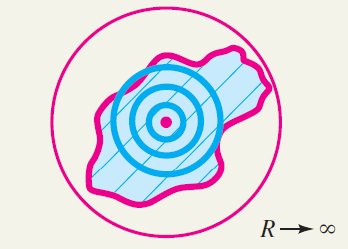 R → ∞